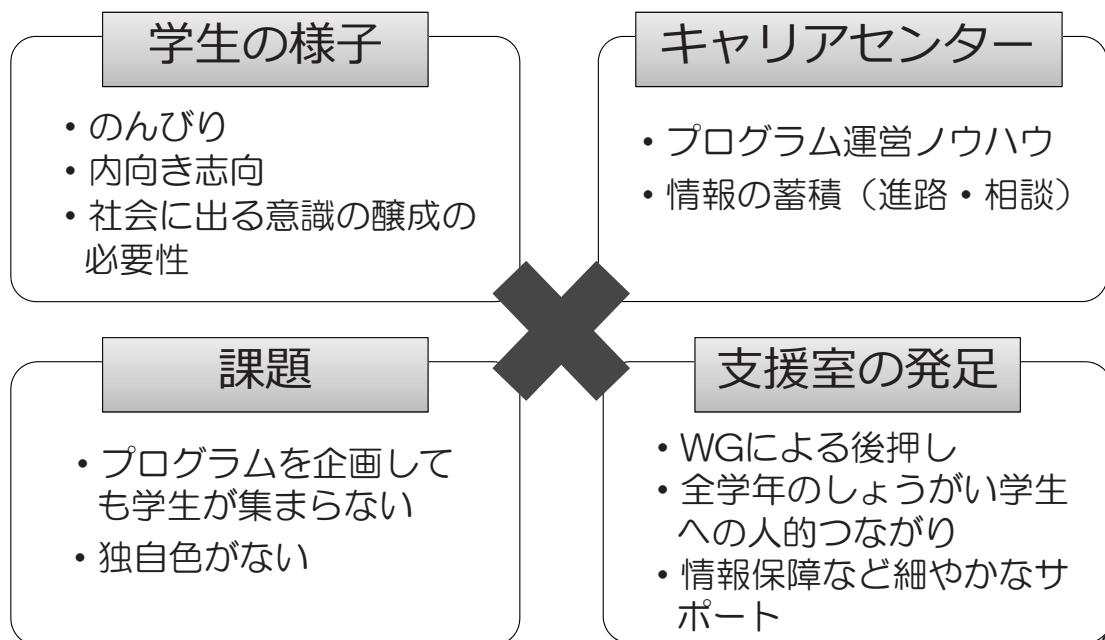 学生の様子
・のんびり
・内向き志向
・社会に出る意識の醸成の
必要性
キャリアセンター
・プログラム運営ノウハウ
・情報の蓄積（進路・相談）
課題
・プログラムを企画して
も学生が集まらない
・独自色がない
支援室の発足
・WGによる後押し
・全学年のしょうがい学生
への人的つながり
・情報保障など細やかなサ
ポート